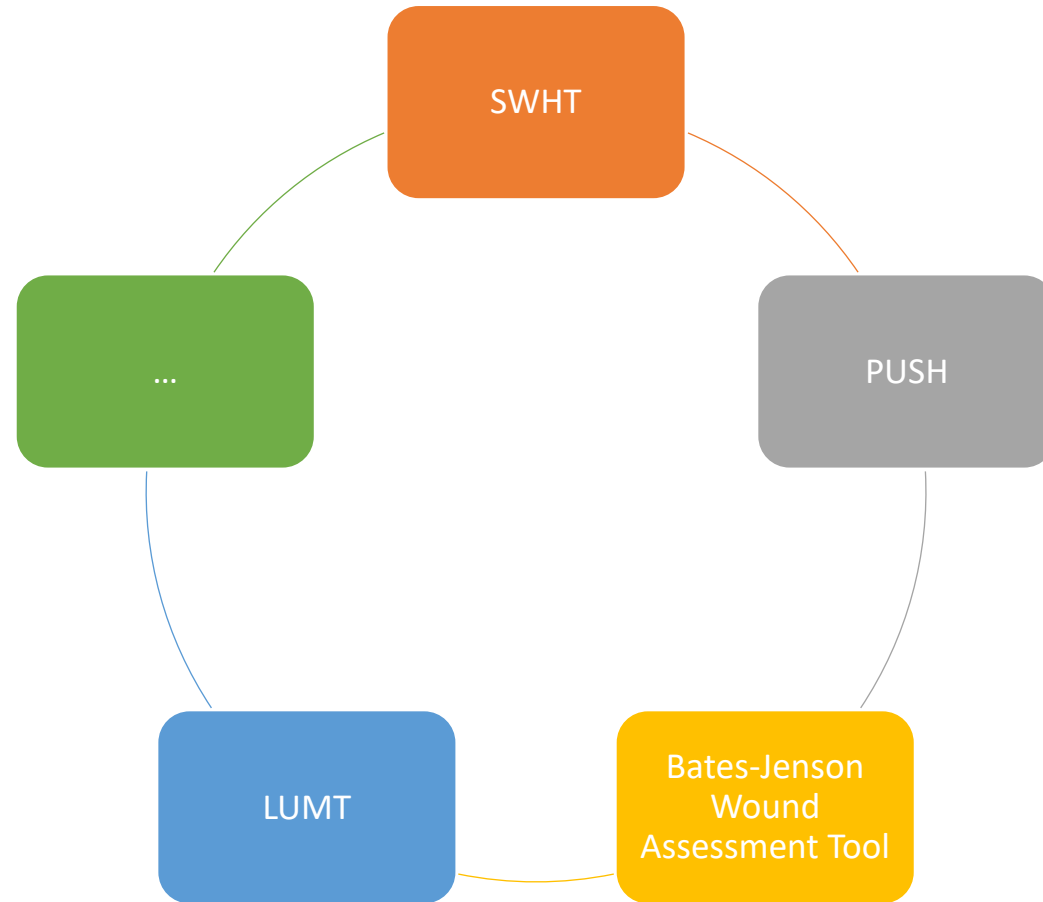 SWHT
PUSH
Bates-Jenson
Wound
Assessment Tool
LUMT
...